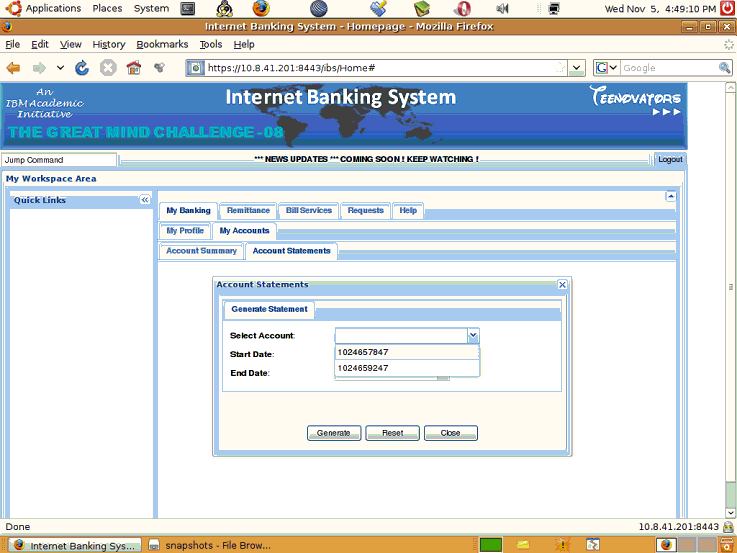 Applications Places System Wed Nov 5, 4:49:10 PM
Internet Banking System - Homepage - Mozilla Firefox
File Edit View History Bookmarks Tools Help
https://10.8.41.201:8443/ibs/Home# Google
An
IBM Academic
Initiative
Internet Banking System
TEENOVATORS
THE GREAT MIND CHALLENGE -08
Jump Command *** NEWS UPDATES *** COMING SOON ! KEEP WATCHING ! Logout
My Workspace Area
Quick Links
My Banking Remittance Bill Services Requests Help
My Profile My Accounts
Account Summary Account Statements
Account Statements
Generate Statement
Select Account:
Start Date: 1024657847
End Date: 1024659247
Generate Reset Close
Done 10.8.41.201:8443
Internet Banking Sys... snapshots - File Brow...